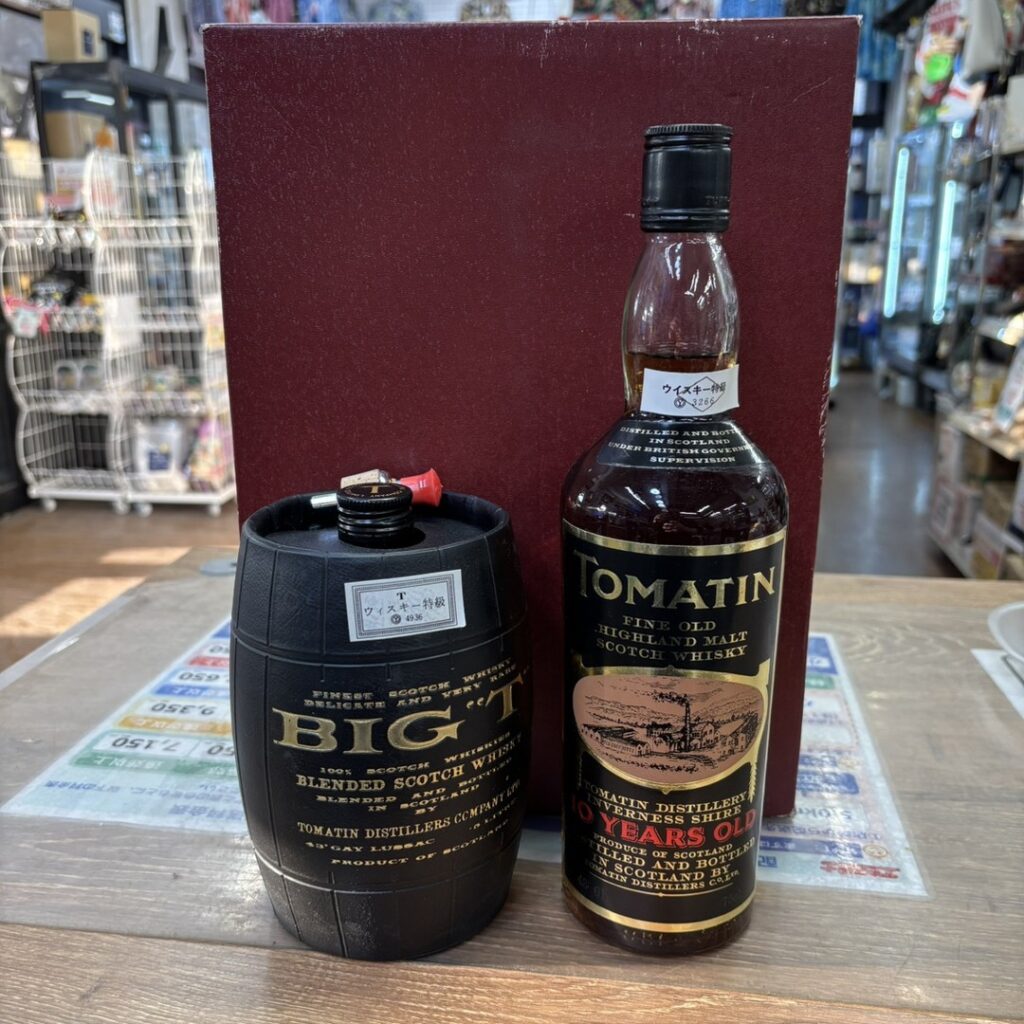 T
ウィスキー特級
4936
FINEST SCOTCH WHISKY
DELICATE AND VERY RARE
BIG "T"
100% SCOTCH WHISKIES
BLENDED SCOTCH WHISKY
BLENDED AND BOTTLED
IN SCOTLAND
BY
TOMATIN DISTILLERS COMPANY LTD
43° GAY LUSSAC
PRODUCT OF SCOTLAND
ウイスキー特級
3266
DISTILLED AND
IN SCOTLAND
UNDER BRITISH
SUPERVISION
TOMATIN
FINE OLD
HIGHLAND MALT
SCOTCH WHISKY
TOMATIN DISTILLERY
INVERNESS SHIRE
10 YEARS OLD
PRODUCE OF SCOTLAND
DISTILLED AND BOTTLED
IN SCOTLAND BY
TOMATIN DISTILLERS CO., LTD.
9,350
7,150